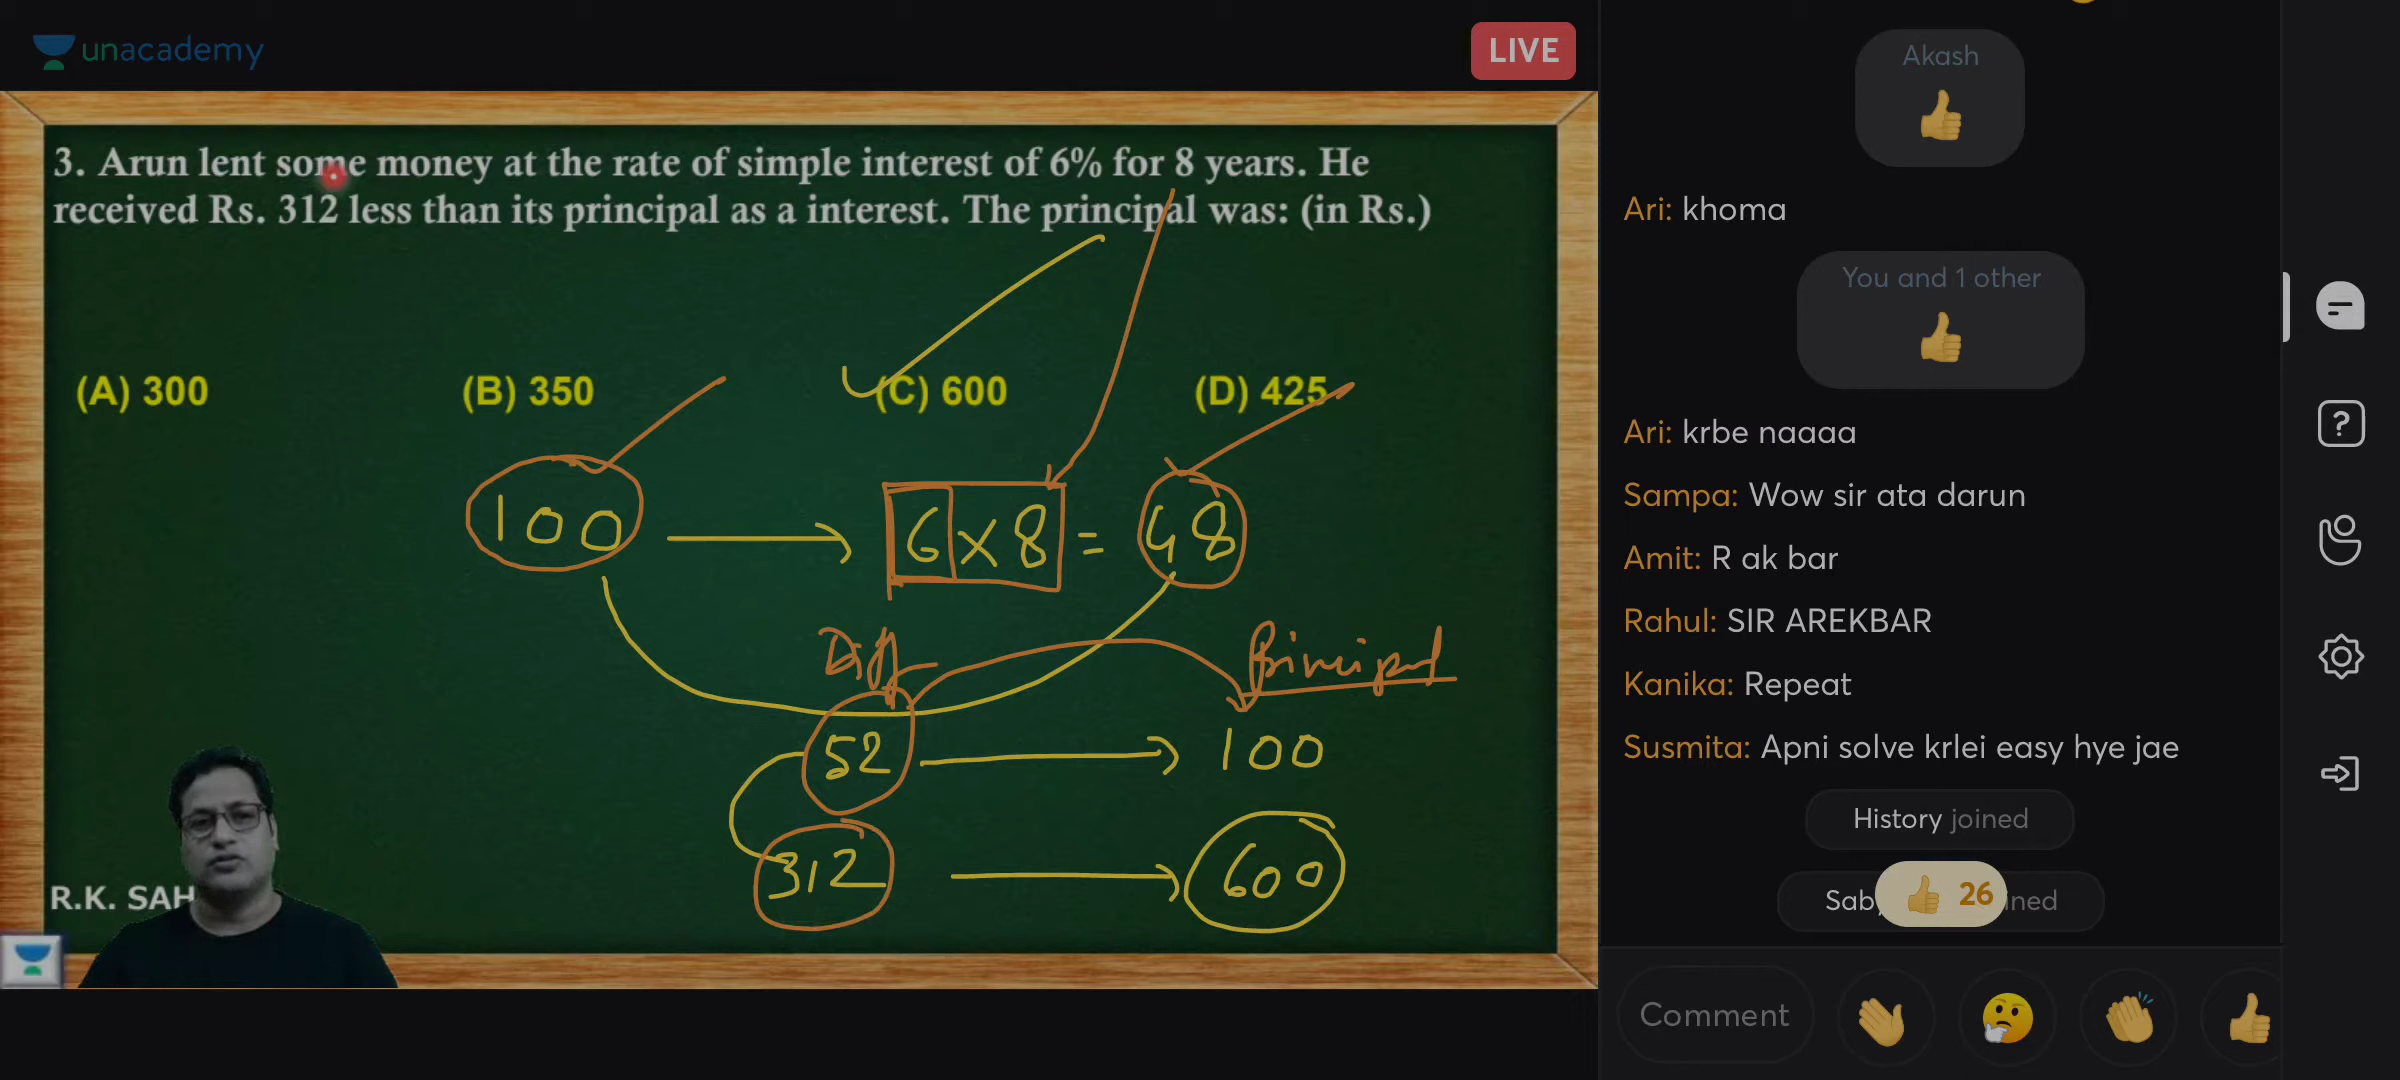 unacademy
LIVE
3. Arun lent some money at the rate of simple interest of 6% for 8 years. He
received Rs. 312 less than its principal as a interest. The principal was: (in Rs.)
(A) 300 (B) 350 (C) 600 (D) 425
100 → 6 × 8 = 48
Diff Principal
52 → 100
312 → 600
R.K. SAH
Akash
Ari: khoma
You and 1 other
Ari: krbe naaaa
Sampa: Wow sir ata darun
Amit: R ak bar
Rahul: SIR AREKBAR
Kanika: Repeat
Susmita: Apni solve krlei easy hye jae
History joined
26
Comment